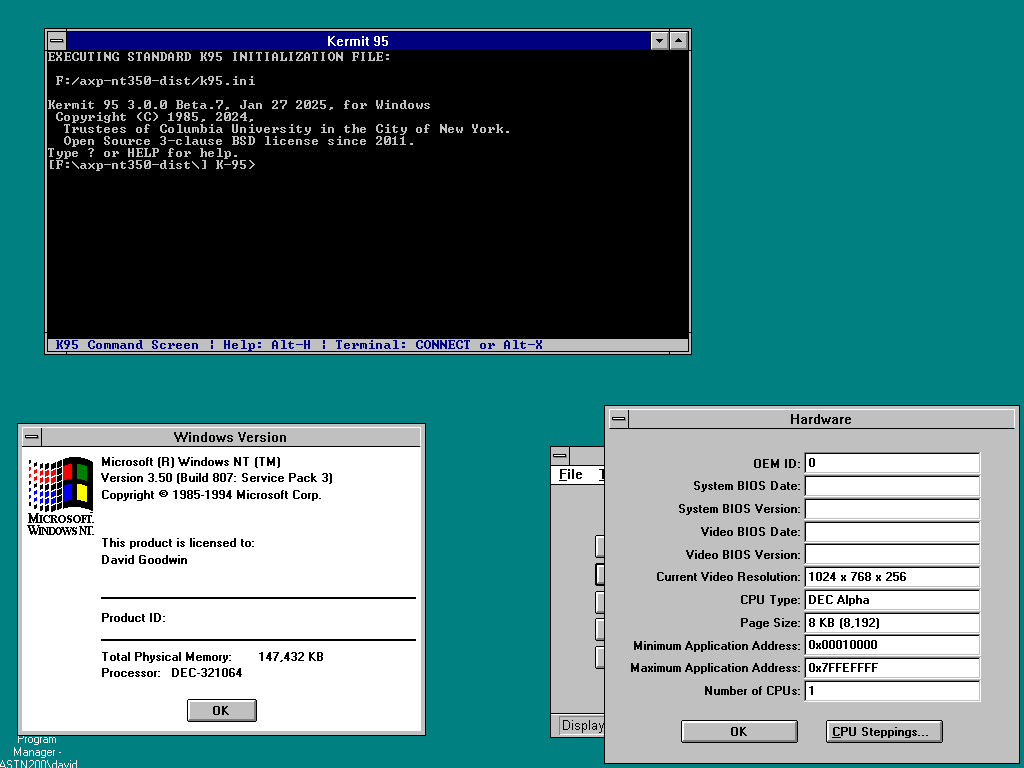 Kermit 95
EXECUTING STANDARD K95 INITIALIZATION FILE:
F:/axp-nt350-dist/k95.ini
Kermit 95 3.0.0 Beta.7, Jan 27 2025, for Windows
Copyright (C) 1985, 2024,
Trustees of Columbia University in the City of New York.
Open Source 3-clause BSD license since 2011.
Type ? or HELP for help.
[F:\axp-nt350-dist\] K-95>
K95 Command Screen ¦ Help: Alt-H ¦ Terminal: CONNECT or Alt-X
Windows Version
Microsoft (R) Windows NT (TM)
Version 3.50 (Build 807: Service Pack 3)
Copyright © 1985-1994 Microsoft Corp.
MICROSOFT.
WINDOWS NT.
This product is licensed to:
David Goodwin
Product ID:
Total Physical Memory: 147,432 KB
Processor: DEC-321064
OK
Program
Manager -
ASTN200\david
File
Display
Hardware
OEM ID: 0
System BIOS Date:
System BIOS Version:
Video BIOS Date:
Video BIOS Version:
Current Video Resolution: 1024 x 768 x 256
CPU Type: DEC Alpha
Page Size: 8 KB (8,192)
Minimum Application Address: 0x00010000
Maximum Application Address: 0x7FFEFFFF
Number of CPUs: 1
OK
CPU Steppings...